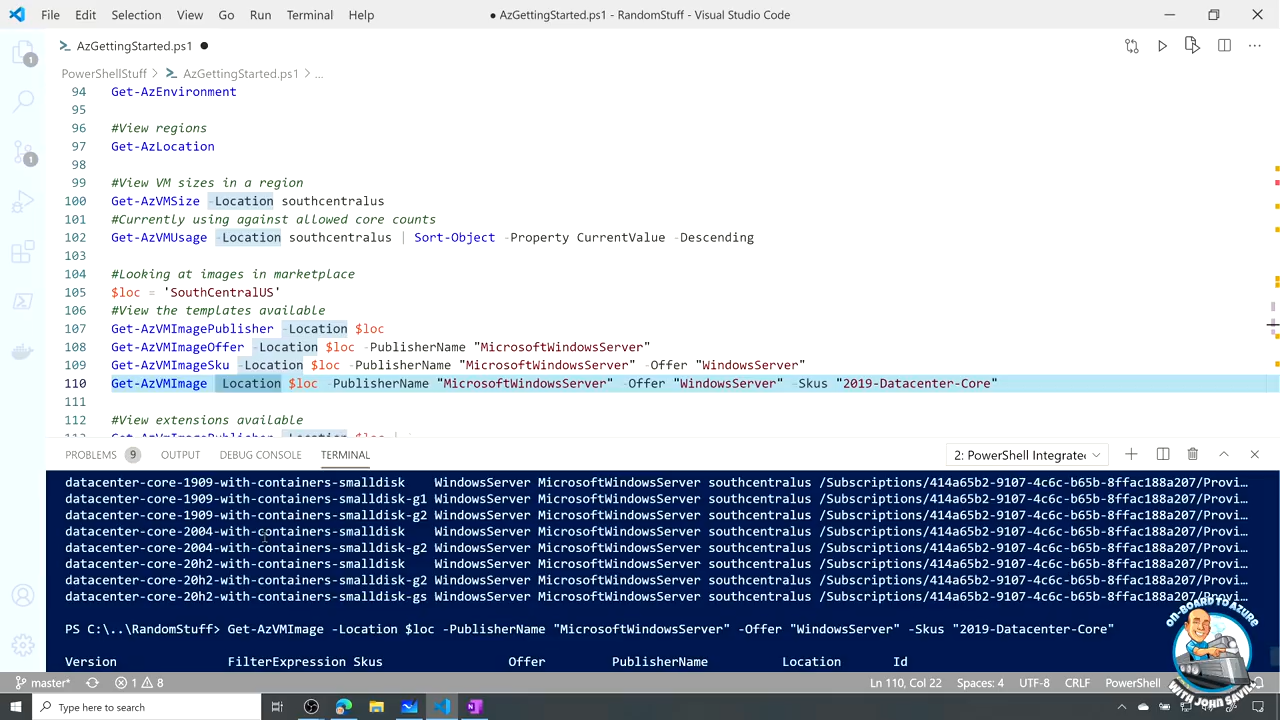 File Edit Selection View Go Run Terminal Help
● AzGettingStarted.ps1 - RandomStuff - Visual Studio Code
AzGettingStarted.ps1 ●
PowerShellStuff > AzGettingStarted.ps1 > ...
94 Get-AzEnvironment
95
96 #View regions
97 Get-AzLocation
98
99 #View VM sizes in a region
100 Get-AzVMSize -Location southcentralus
101 #Currently using against allowed core counts
102 Get-AzVMUsage -Location southcentralus | Sort-Object -Property CurrentValue -Descending
103
104 #Looking at images in marketplace
105 $loc = 'SouthCentralUS'
106 #View the templates available
107 Get-AzVMImagePublisher -Location $loc
108 Get-AzVMImageOffer -Location $loc -PublisherName "MicrosoftWindowsServer"
109 Get-AzVMImageSku -Location $loc -PublisherName "MicrosoftWindowsServer" -Offer "WindowsServer"
110 Get-AzVMImage -Location $loc -PublisherName "MicrosoftWindowsServer" -Offer "WindowsServer" -Skus "2019-Datacenter-Core"
111
112 #View extensions available
PROBLEMS 9 OUTPUT DEBUG CONSOLE TERMINAL 2: PowerShell Integrate
datacenter-core-1909-with-containers-smalldisk WindowsServer MicrosoftWindowsServer southcentralus /Subscriptions/414a65b2-9107-4c6c-b65b-8ffac188a207/Provi…
datacenter-core-1909-with-containers-smalldisk-g1 WindowsServer MicrosoftWindowsServer southcentralus /Subscriptions/414a65b2-9107-4c6c-b65b-8ffac188a207/Provi…
datacenter-core-1909-with-containers-smalldisk-g2 WindowsServer MicrosoftWindowsServer southcentralus /Subscriptions/414a65b2-9107-4c6c-b65b-8ffac188a207/Provi…
datacenter-core-2004-with-containers-smalldisk WindowsServer MicrosoftWindowsServer southcentralus /Subscriptions/414a65b2-9107-4c6c-b65b-8ffac188a207/Provi…
datacenter-core-2004-with-containers-smalldisk-g2 WindowsServer MicrosoftWindowsServer southcentralus /Subscriptions/414a65b2-9107-4c6c-b65b-8ffac188a207/Provi…
datacenter-core-20h2-with-containers-smalldisk WindowsServer MicrosoftWindowsServer southcentralus /Subscriptions/414a65b2-9107-4c6c-b65b-8ffac188a207/Provi…
datacenter-core-20h2-with-containers-smalldisk-g2 WindowsServer MicrosoftWindowsServer southcentralus /Subscriptions/414a65b2-9107-4c6c-b65b-8ffac188a207/Provi…
datacenter-core-20h2-with-containers-smalldisk-gs WindowsServer MicrosoftWindowsServer southcentralus /Subscriptions/414a65b2-9107-4c6c-b65b-8ffac188a207/Provi…
PS C:\..\RandomStuff> Get-AzVMImage -Location $loc -PublisherName "MicrosoftWindowsServer" -Offer "WindowsServer" -Skus "2019-Datacenter-Core"
Version FilterExpression Skus Offer PublisherName Location Id
ON-BOARD TO AZURE
WITH JOHN SAVILL
master* 1 8 Ln 110, Col 22 Spaces: 4 UTF-8 CRLF PowerShell
Type here to search